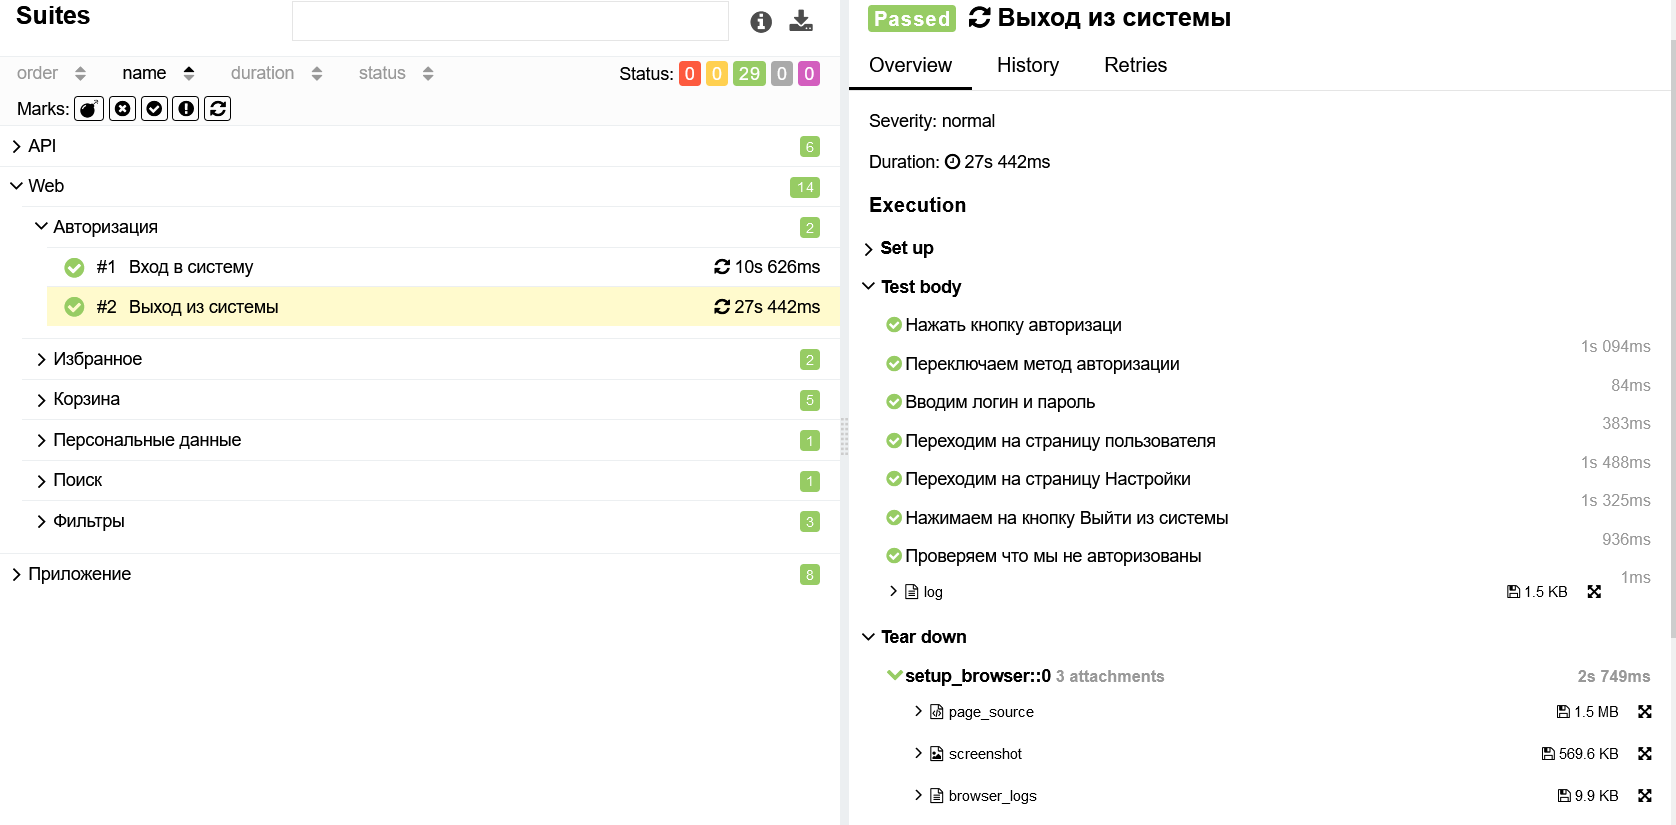 Suites
order name duration status Status: 0 0 29 0 0
Marks:
API 6
Web 14
Авторизация 2
#1 Вход в систему 10s 626ms
#2 Выход из системы 27s 442ms
Избранное 2
Корзина 5
Персональные данные 1
Поиск 1
Фильтры 3
Приложение 8
Passed Выход из системы
Overview History Retries
Severity: normal
Duration: 27s 442ms
Execution
Set up
Test body
Нажать кнопку авторизаци
1s 094ms
Переключаем метод авторизации
84ms
Вводим логин и пароль
383ms
Переходим на страницу пользователя
1s 488ms
Переходим на страницу Настройки
1s 325ms
Нажимаем на кнопку Выйти из системы
936ms
Проверяем что мы не авторизованы
1ms
log 1.5 KB
Tear down
setup_browser::0 3 attachments 2s 749ms
page_source 1.5 MB
screenshot 569.6 KB
browser_logs 9.9 KB